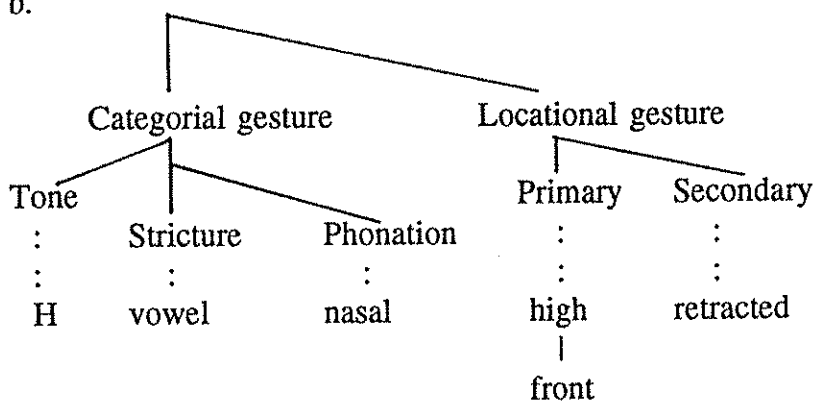 b.
Categorial gesture Locational gesture
Tone Primary Secondary
: Stricture Phonation : :
: : : : :
H vowel nasal high retracted
front